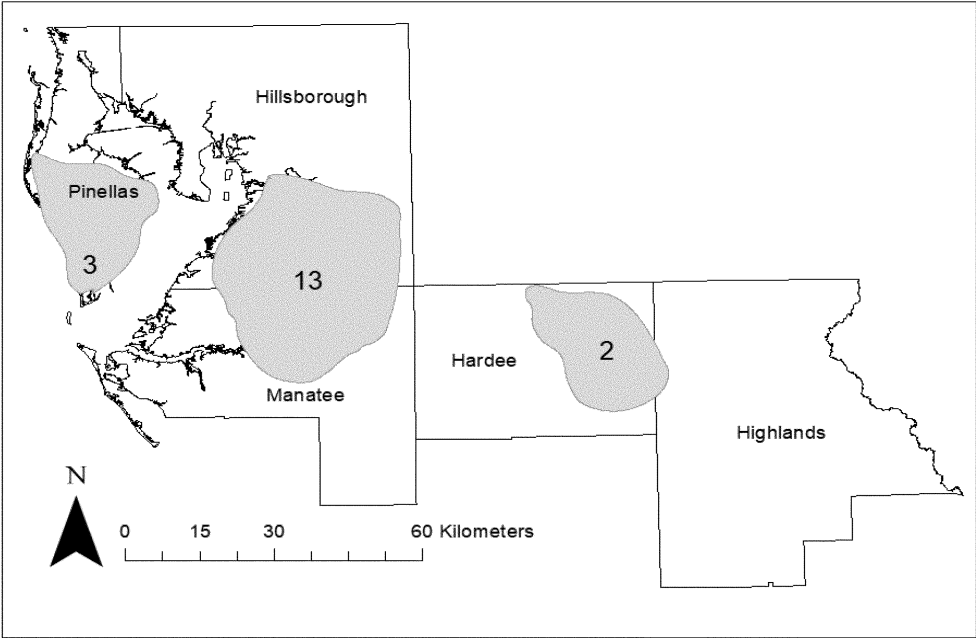 Hillsborough
Pinellas
3
13
2
Hardee
Manatee
Highlands
N
0 15 30 60 Kilometers